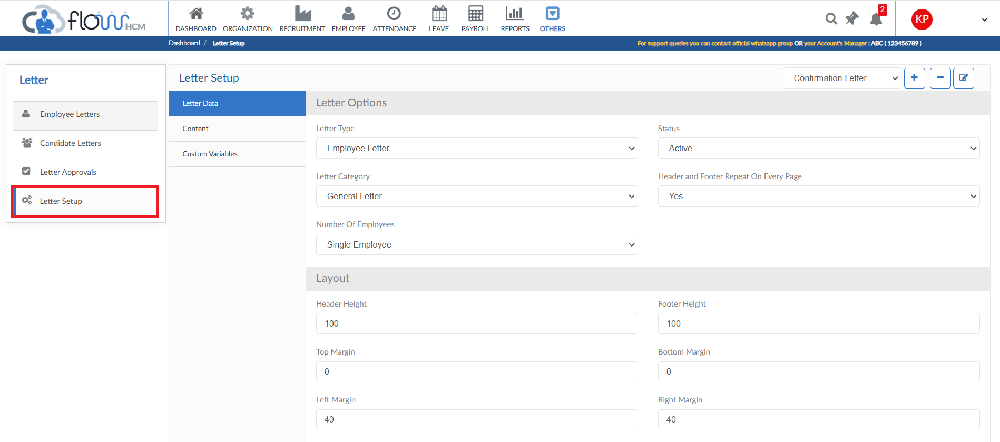 flowHCM
DASHBOARD ORGANIZATION RECRUITMENT EMPLOYEE ATTENDANCE LEAVE PAYROLL REPORTS OTHERS
2
KP
Dashboard / Letter Setup
For support queries you can contact official whatsapp group OR your Account's Manager : ABC ( 123456789 )
Letter
Employee Letters
Candidate Letters
Letter Approvals
Letter Setup
Letter Setup
Confirmation Letter
Letter Data
Content
Custom Variables
Letter Options
Letter Type
Employee Letter
Status
Active
Letter Category
General Letter
Header and Footer Repeat On Every Page
Yes
Number Of Employees
Single Employee
Layout
Header Height
100
Footer Height
100
Top Margin
0
Bottom Margin
0
Left Margin
40
Right Margin
40